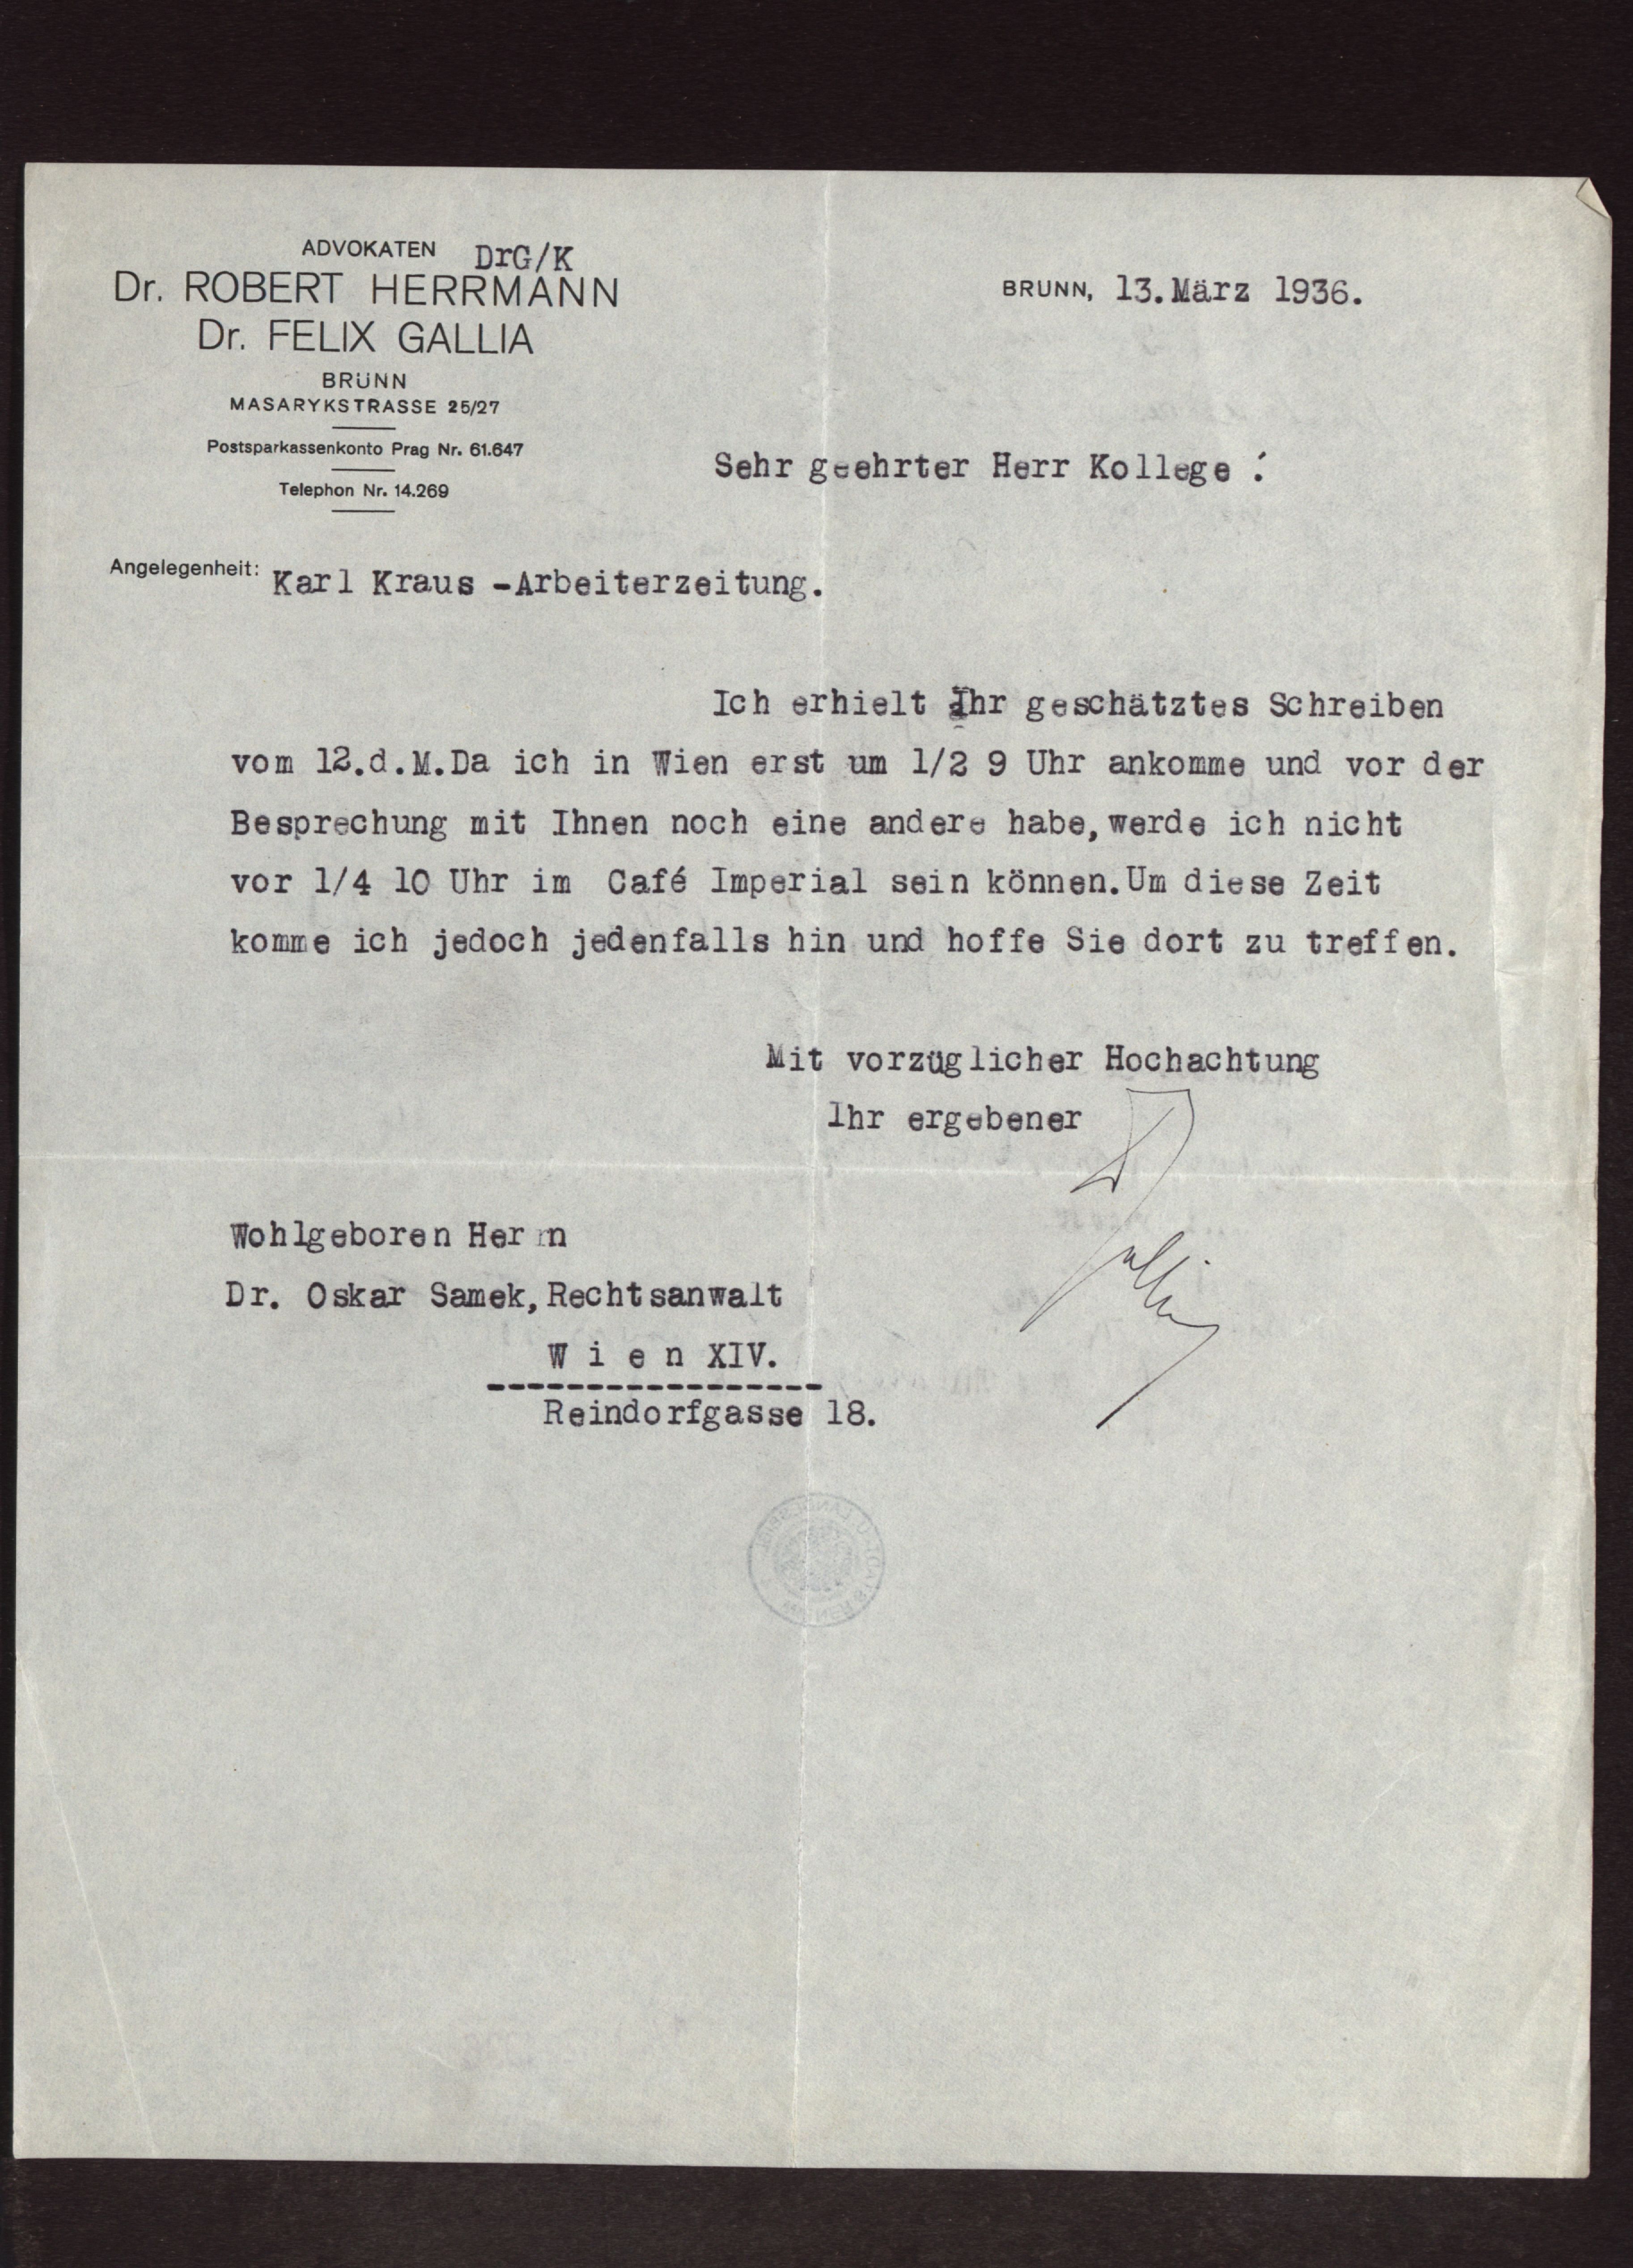 ADVOKATEN DrG/K
Dr. ROBERT HERRMANN
Dr. FELIX GALLIA
BRÜNN
MASARYKSTRASSE 25/27
Postsparkassenkonto Prag Nr. 61.647
Telephon Nr. 14.269
BRUNN, 13.März 1936.
Sehr geehrter Herr Kollege :
Angelegenheit: Karl Kraus -Arbeiterzeitung.
Ich erhielt Ihr geschätztes Schreiben
vom 12.d.M.Da ich in Wien erst um 1/2 9 Uhr ankomme und vor der
Besprechung mit Ihnen noch eine andere habe,werde ich nicht
vor 1/4 10 Uhr im Café Imperial sein können.Um diese Zeit
komme ich jedoch jedenfalls hin und hoffe Sie dort zu treffen.
Mit vorzüglicher Hochachtung
Ihr ergebener
Gallia
Wohlgeboren Herrn
Dr. Oskar Samek,Rechtsanwalt
W i e n XIV.
-----------------
Reindorfgasse 18.